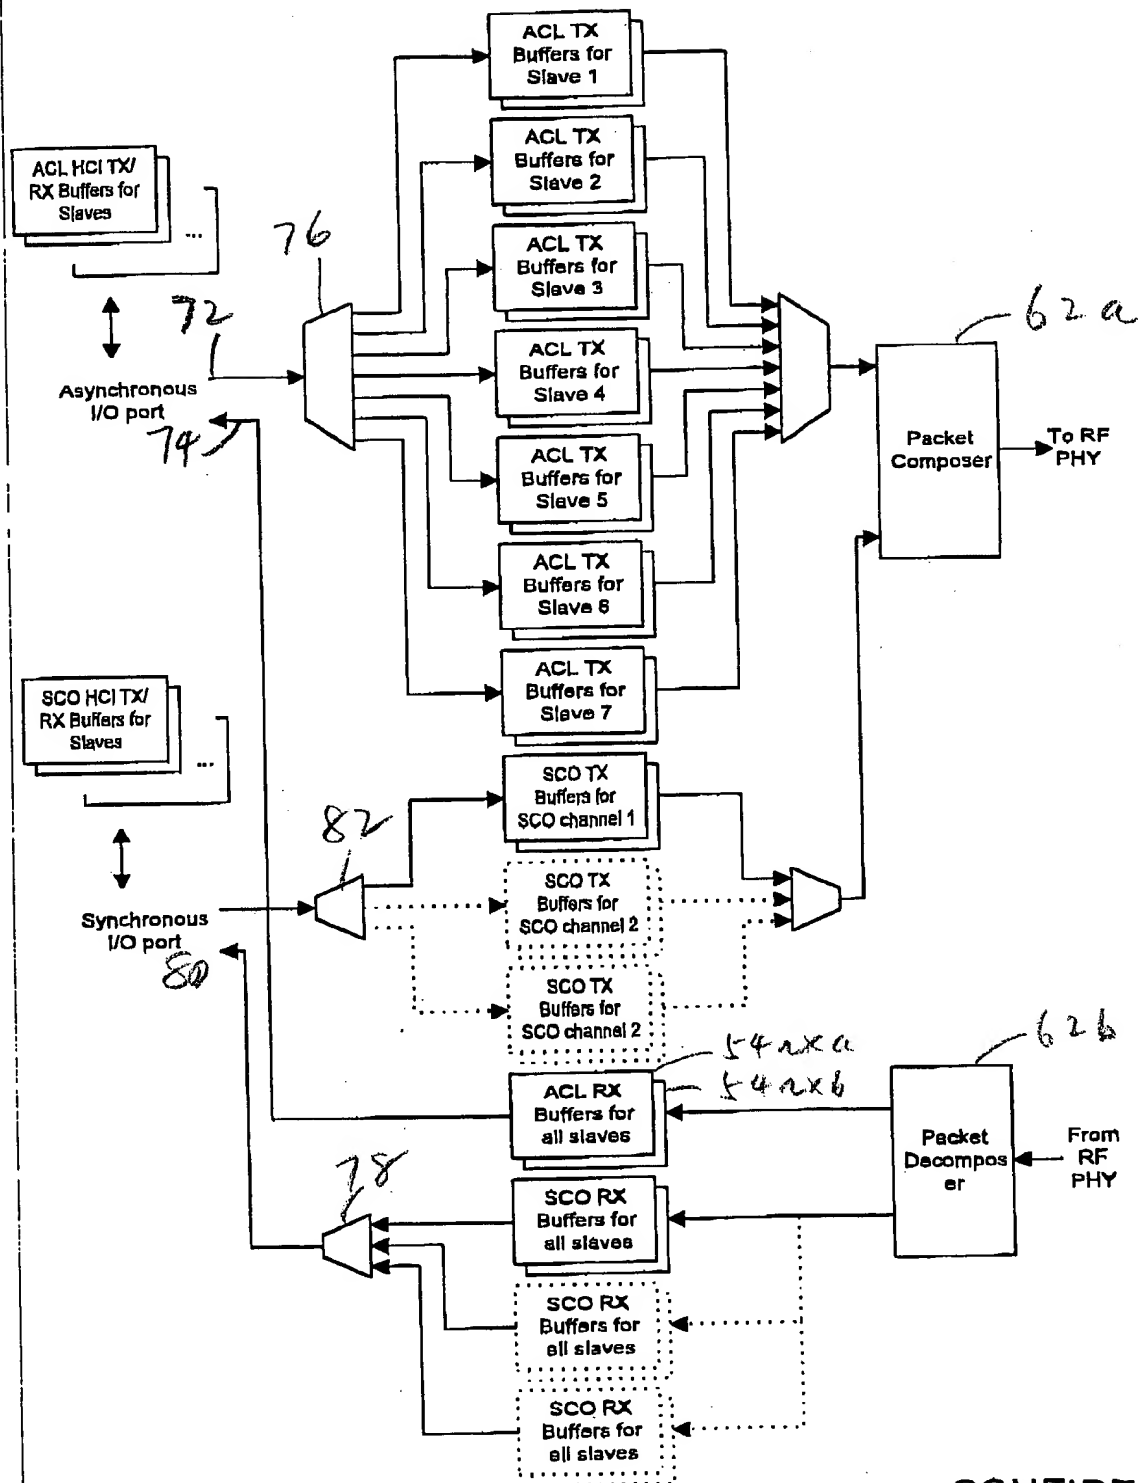 ACL TX
Buffers for
Slave 1
ACL TX
Buffers for
Slave 2
ACL HCI TX/
RX Buffers for
Slaves
...
76
ACL TX
Buffers for
Slave 3
72
62a
ACL TX
Buffers for
Slave 4
Asynchronous
I/O port
74
Packet
Composer
To RF
PHY
ACL TX
Buffers for
Slave 5
ACL TX
Buffers for
Slave 6
ACL TX
Buffers for
Slave 7
SCO HCI TX/
RX Buffers for
Slaves
...
SCO TX
Buffers for
SCO channel 1
82
SCO TX
Buffers for
SCO channel 2
Synchronous
I/O port
80
SCO TX
Buffers for
SCO channel 2
54rxa
54rxb
62b
ACL RX
Buffers for
all slaves
Packet
Decompos
er
From
RF
PHY
78
SCO RX
Buffers for
all slaves
SCO RX
Buffers for
all slaves
SCO RX
Buffers for
all slaves